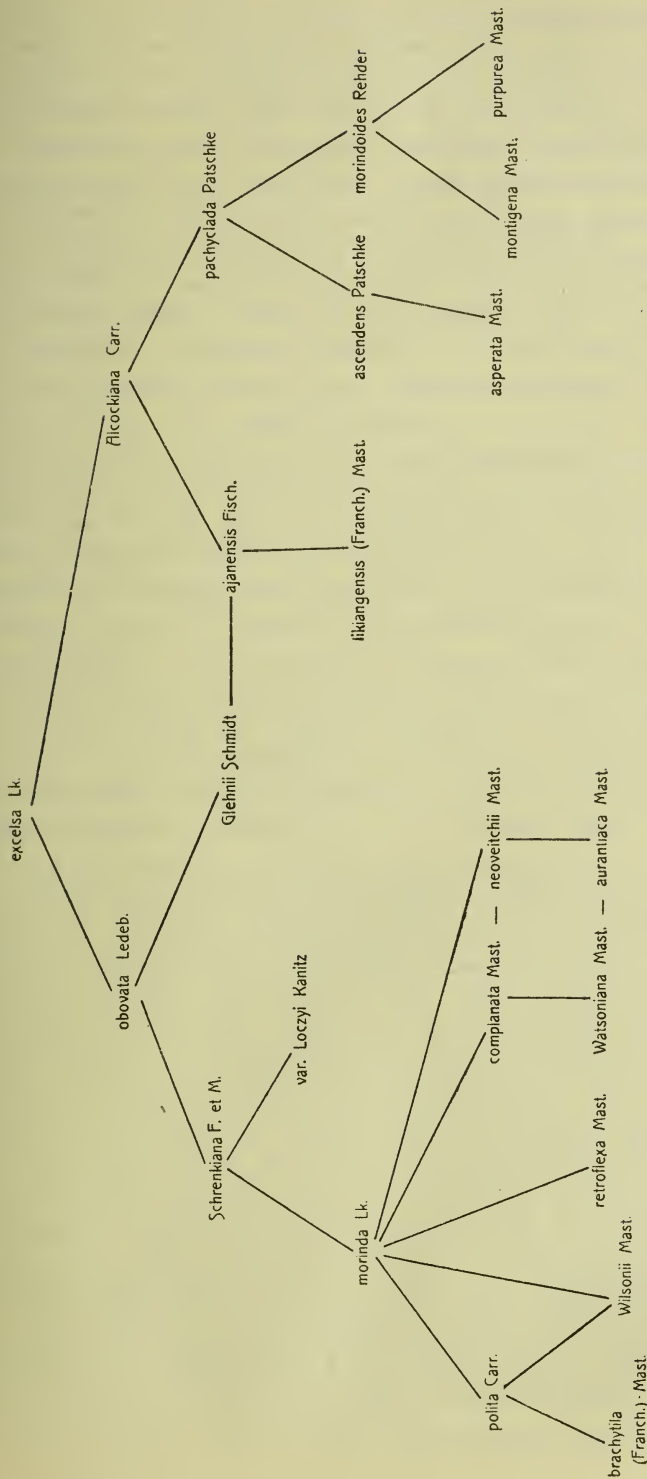 excelsa Lk.
obovata Ledeb.
Alcockiana Carr.
Schrenkiana F. et M.
Glehnii Schmidt
ajanensis Fisch.
pachyclada Patschke
var. Loczyi Kanitz
morinda Lk.
likiangensis (Franch.) Mast.
ascendens Patschke
morindoides Rehder
polita Carr.
complanata Mast. — neoveitchii Mast.
asperata Mast.
montigena Mast.
purpurea Mast.
brachytila
(Franch.) Mast.
Wilsonii Mast.
retroflexa Mast.
Watsoniana Mast. — aurantiaca Mast.